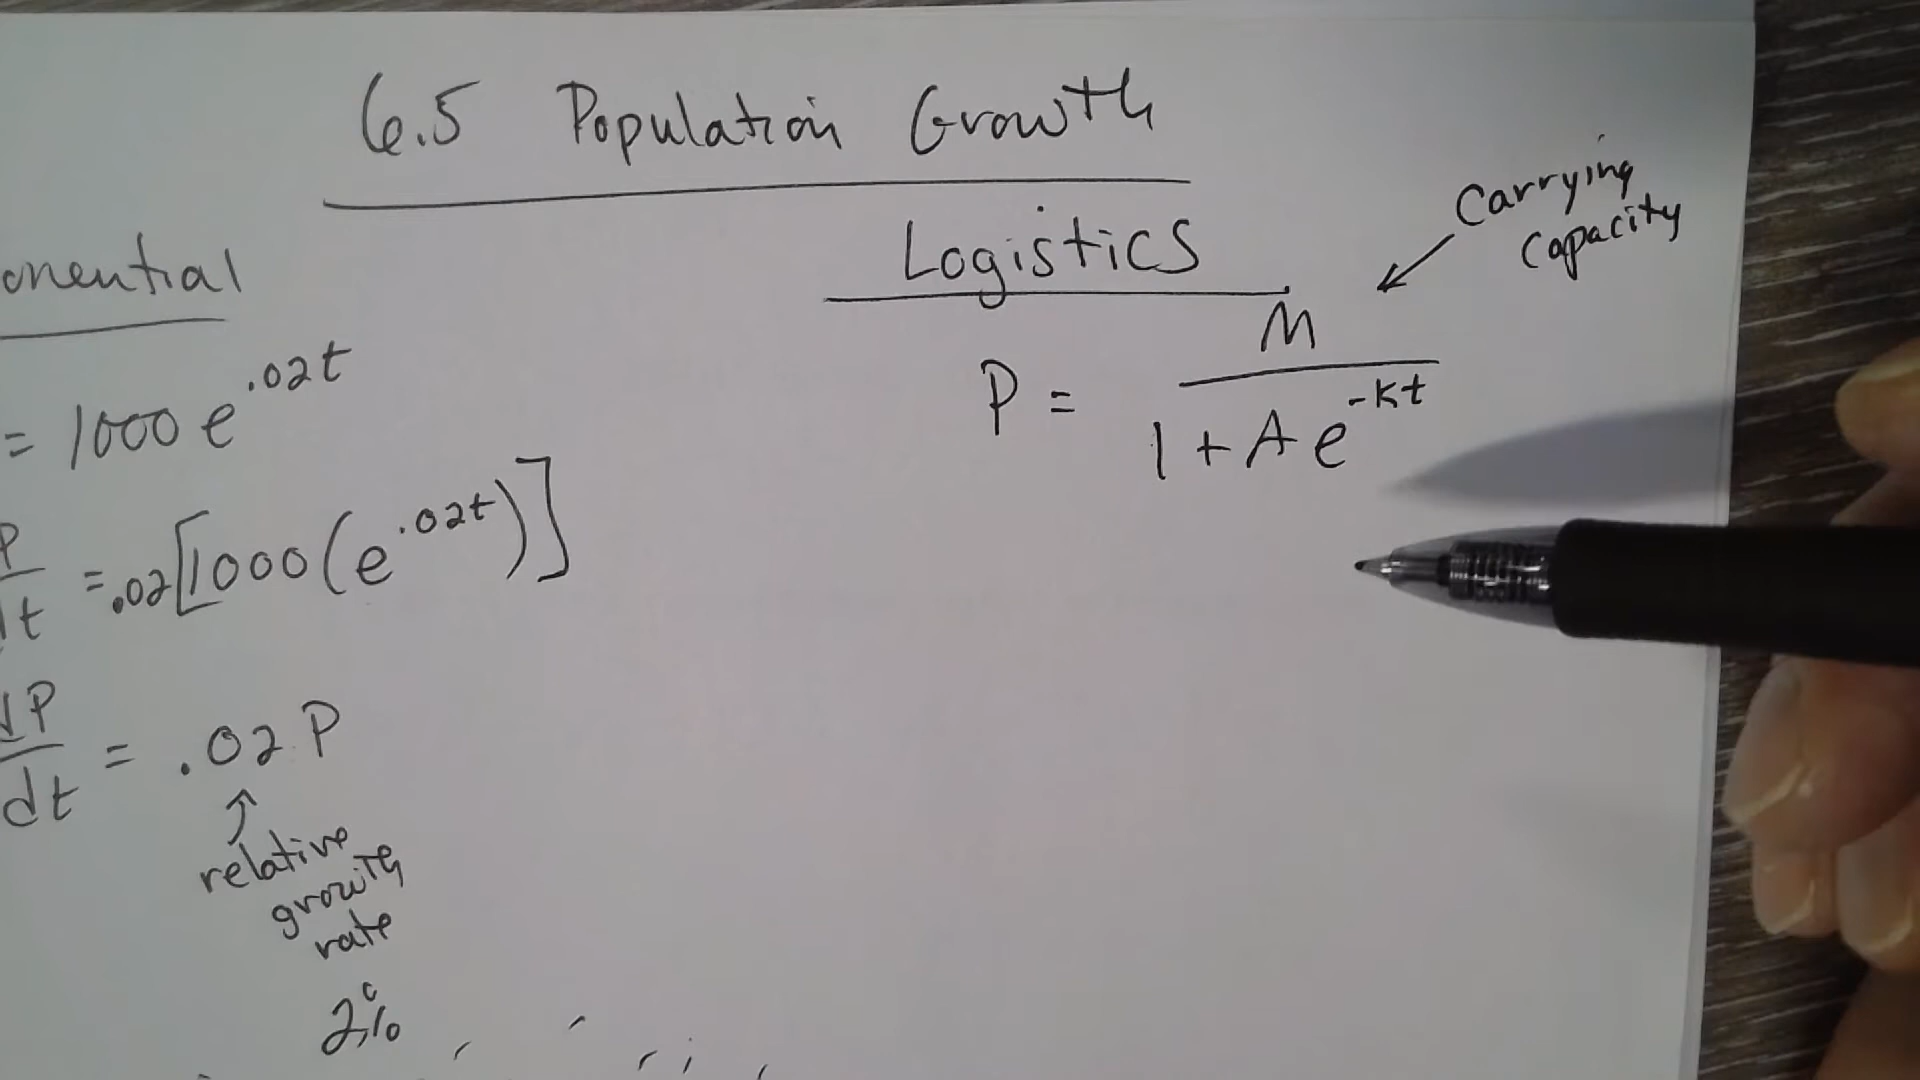 6.5 Population Growth
onential
= 1000 e^.02t
P/dt = .02[1000(e^.02t)]
dP/dt = .02 P
↑
relative
growth
rate
2%
Logistics
Carrying
Capacity
P = M/(1 + A e^-kt)